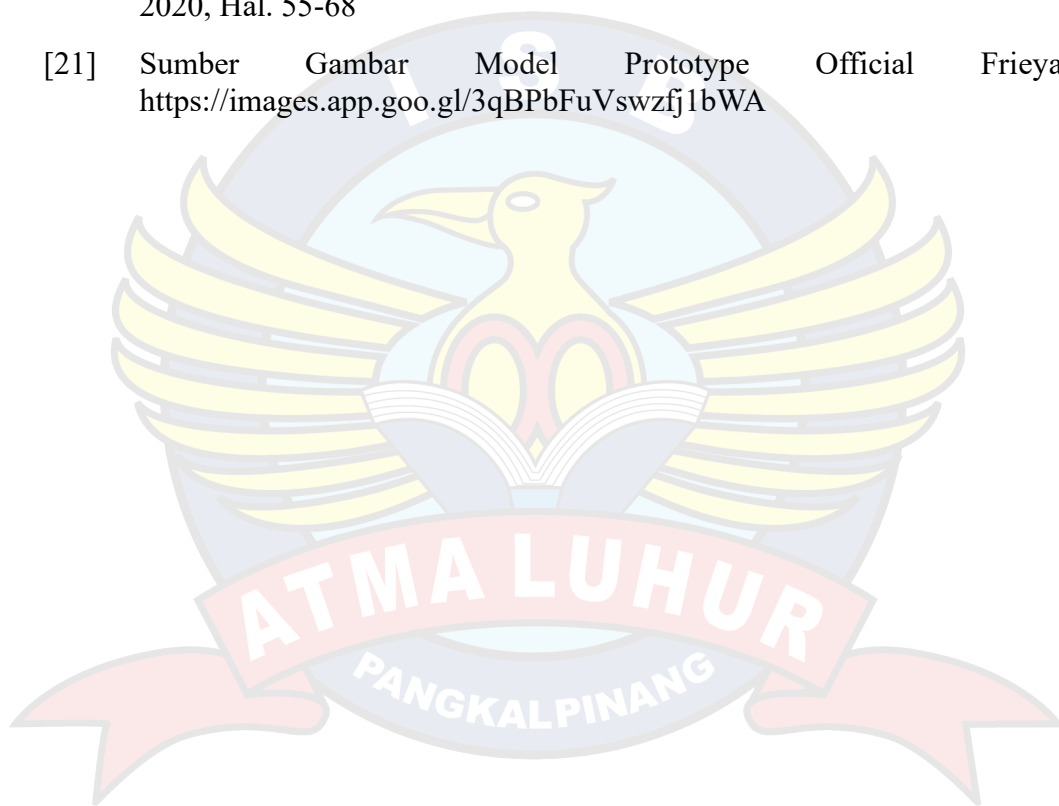 2020, Hal. 55-68
[21] Sumber Gambar Model Prototype Official Frieya
https://images.app.goo.gl/3qBPbFuVswzfj1bWA
I S B
ATMA LUHUR
PANGKALPINANG